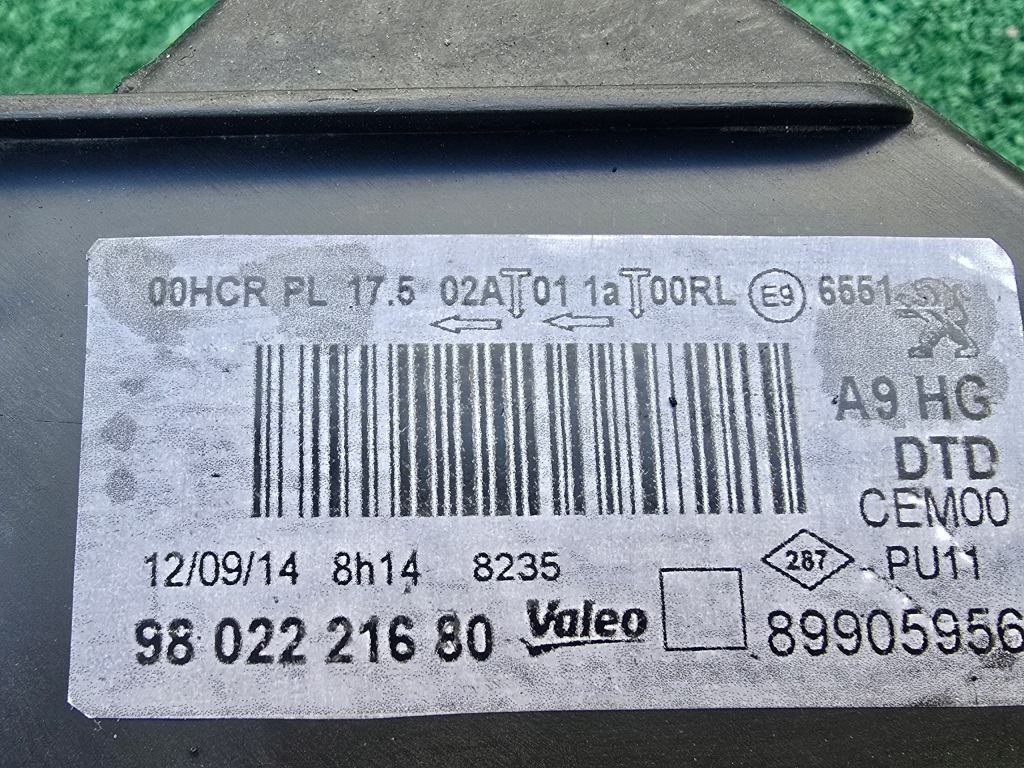 00HCR PL 17.5 02A 01 1a 00RL E9 6551
A9 HG
DTD
CEM00
12/09/14 8h14 8235 287 PU11
98 022 216 80 Valeo 89905956